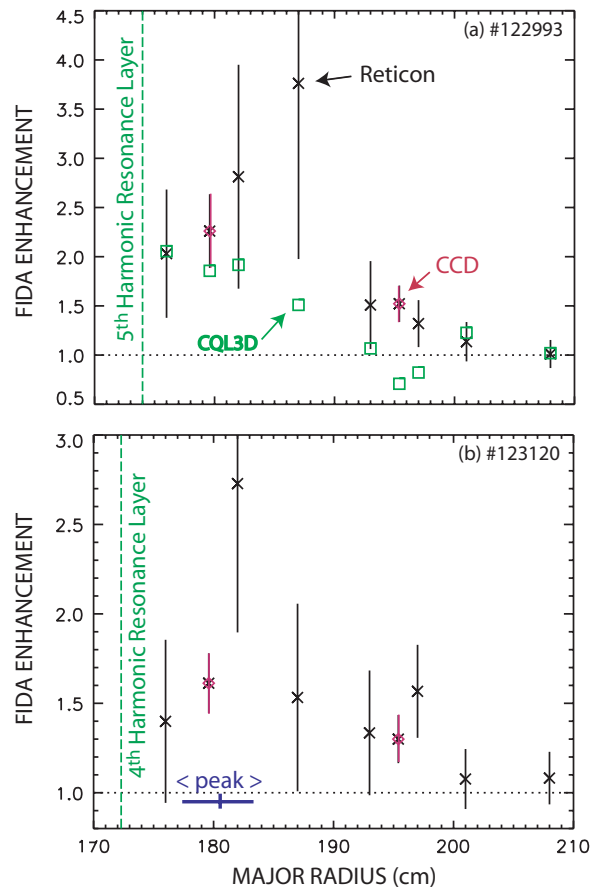 4.5
4.0
3.5
3.0
2.5
2.0
1.5
1.0
0.5
FIDA ENHANCEMENT
5th Harmonic Resonance Layer
(a) #122993
Reticon
CCD
CQL3D
3.0
2.5
2.0
1.5
1.0
FIDA ENHANCEMENT
4th Harmonic Resonance Layer
(b) #123120
< peak >
170 180 190 200 210
MAJOR RADIUS (cm)